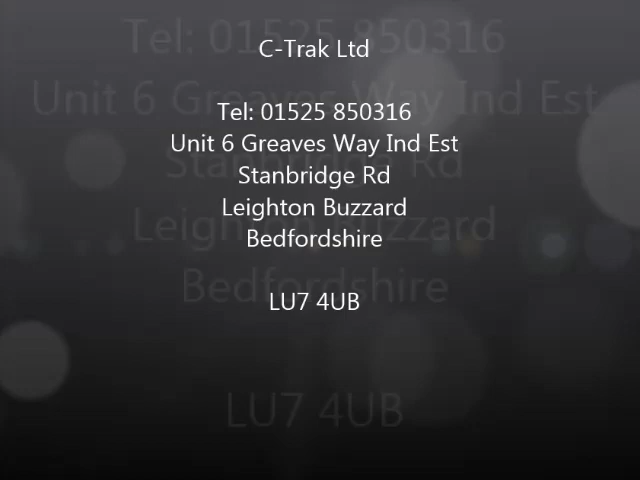 C-Trak Ltd
Tel: 01525 850316
Unit 6 Greaves Way Ind Est
Stanbridge Rd
Leighton Buzzard
Bedfordshire
LU7 4UB